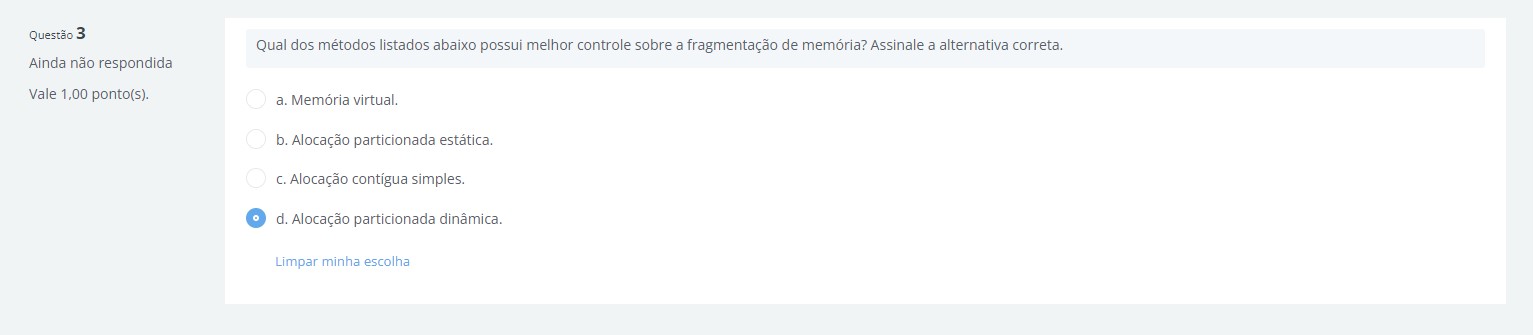 Questão 3
Ainda não respondida
Vale 1,00 ponto(s).
Qual dos métodos listados abaixo possui melhor controle sobre a fragmentação de memória? Assinale a alternativa correta.
a. Memória virtual.
b. Alocação particionada estática.
c. Alocação contígua simples.
d. Alocação particionada dinâmica.
Limpar minha escolha